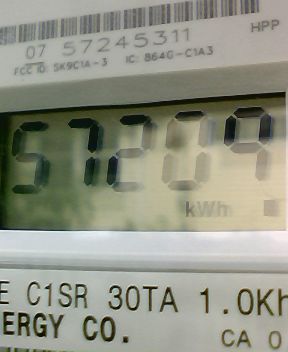 07 57245311 HPP
FCC ID: SK9C1A-3 IC: 864G-C1A3
57209
kWh
E C1SR 30TA 1.0Kh
ERGY CO. CA 0